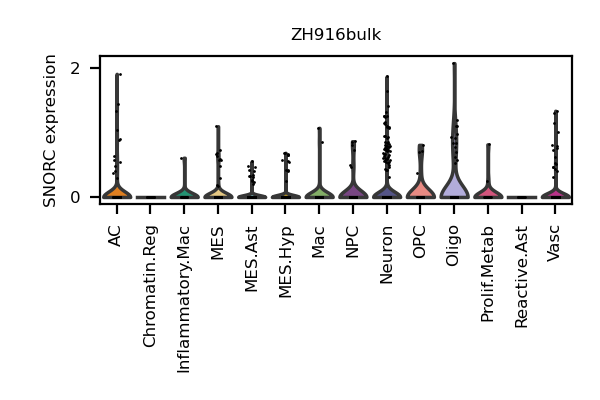 ZH916bulk
SNORC expression
2
0
AC
Chromatin.Reg
Inflammatory.Mac
MES
MES.Ast
MES.Hyp
Mac
NPC
Neuron
OPC
Oligo
Prolif.Metab
Reactive.Ast
Vasc